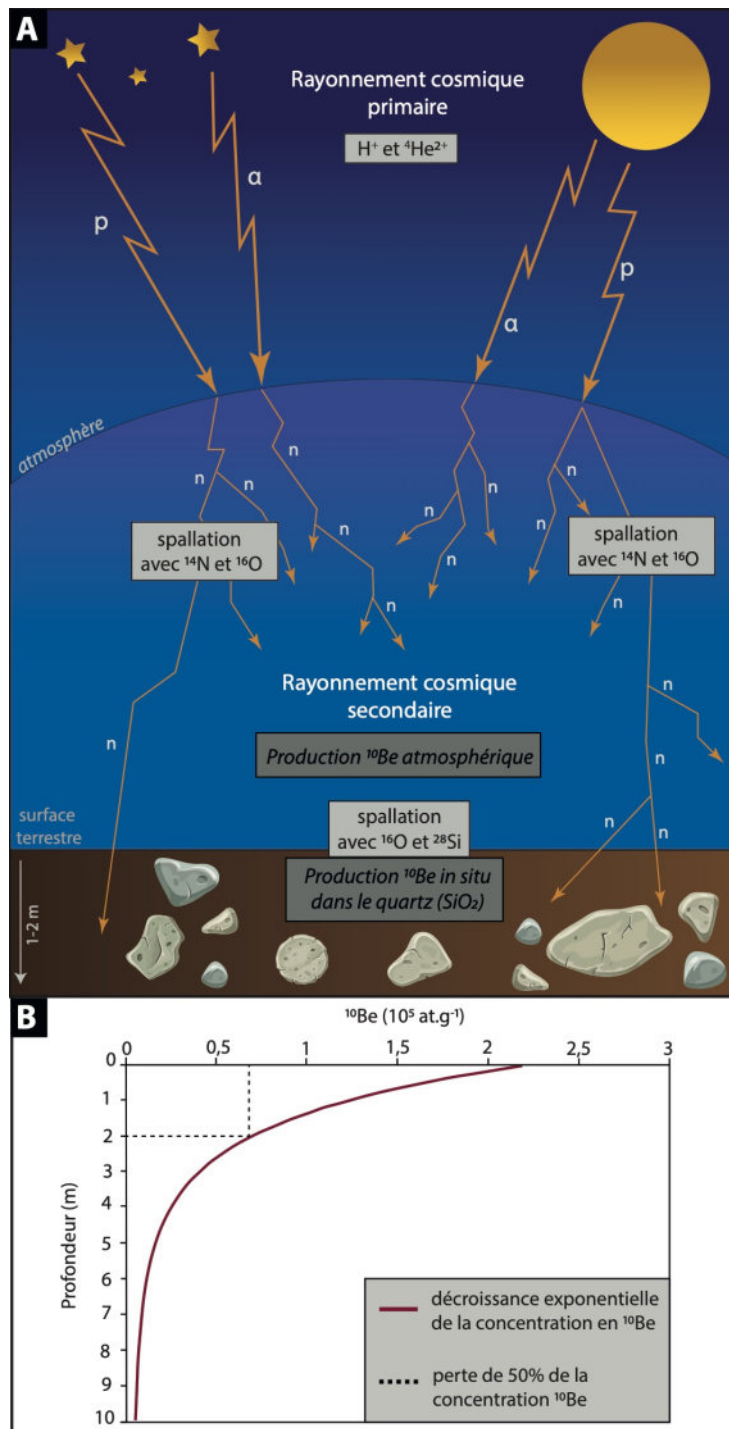 A
Rayonnement cosmique
primaire
H⁺ et ⁴He²⁺
α
p
p
α
atmosphère
n
n
n
n
n
n
n
n
n
spallation
avec ¹⁴N et ¹⁶O
spallation
avec ¹⁴N et ¹⁶O
n
n
n
n
Rayonnement cosmique
secondaire
n
n
n
Production ¹⁰Be atmosphérique
surface
terrestre
spallation
avec ¹⁶O et ²⁸Si
n
n
Production ¹⁰Be in situ
dans le quartz (SiO₂)
1-2 m
B
¹⁰Be (10⁵ at.g⁻¹)
0 0,5 1 1,5 2 2,5 3
0
1
2
3
4
5
6
7
8
9
10
Profondeur (m)
décroissance exponentielle
de la concentration en ¹⁰Be
perte de 50% de la
concentration ¹⁰Be